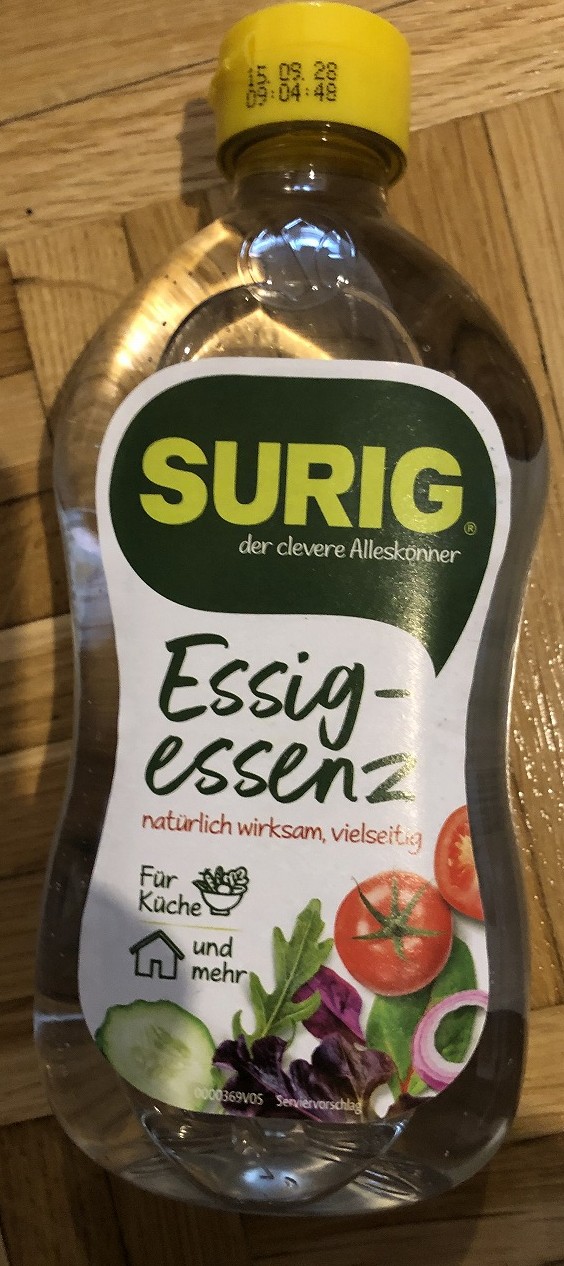 15. 09. 28
09:04:48
SURIG®
der clevere Alleskönner
Essig-
essenz
natürlich wirksam, vielseitig
Für
Küche
und
mehr
0000369V05 Serviervorschlag